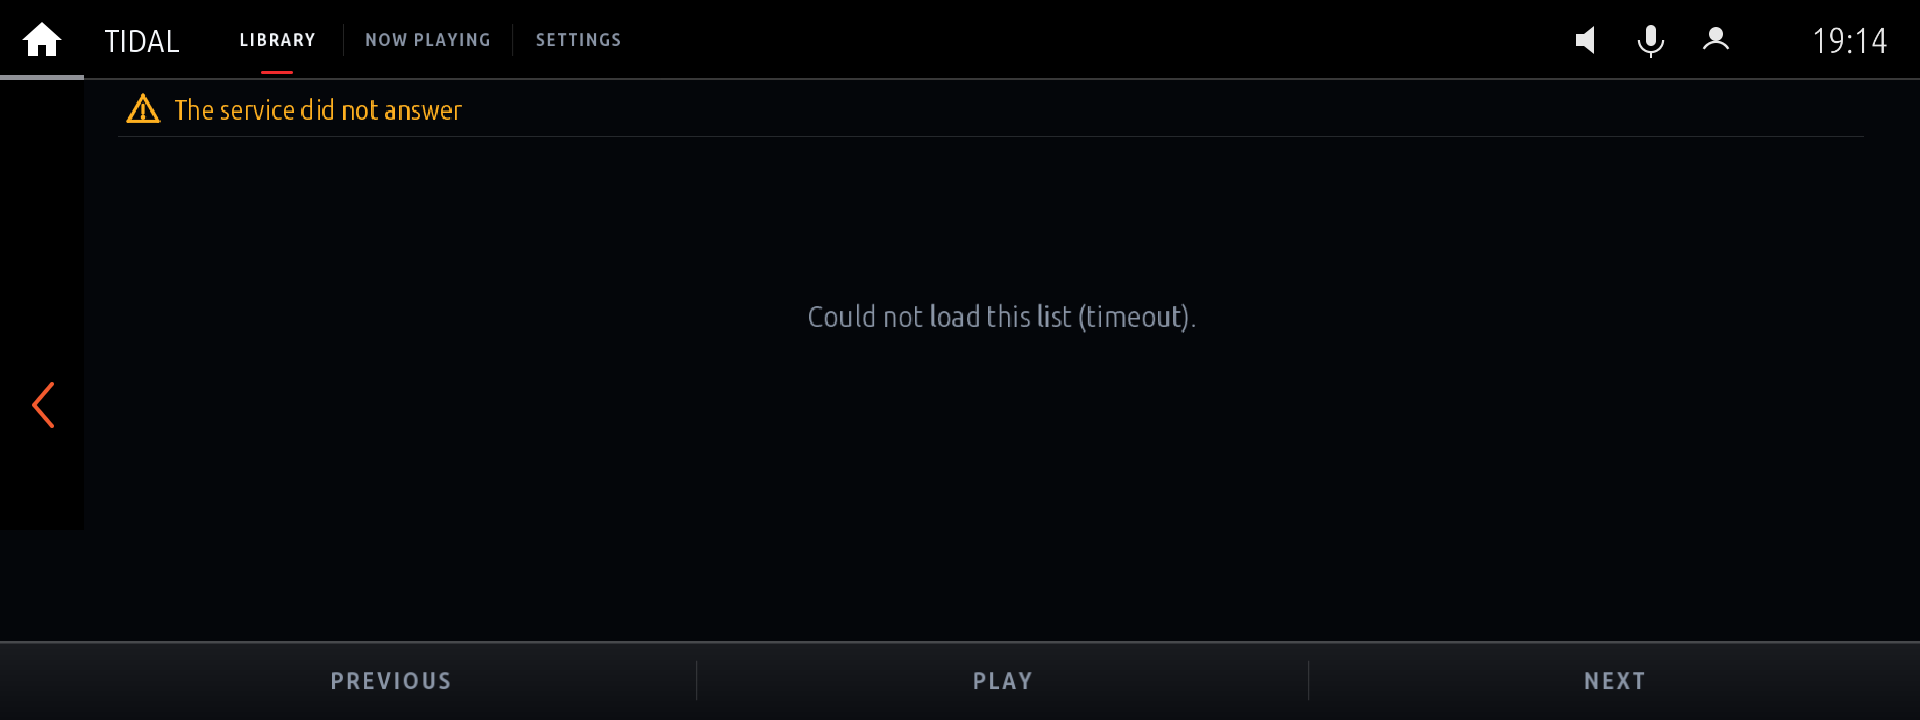 TIDAL
LIBRARY
NOW PLAYING
SETTINGS
19:14
The service did not answer
Could not load this list (timeout).
PREVIOUS
PLAY
NEXT